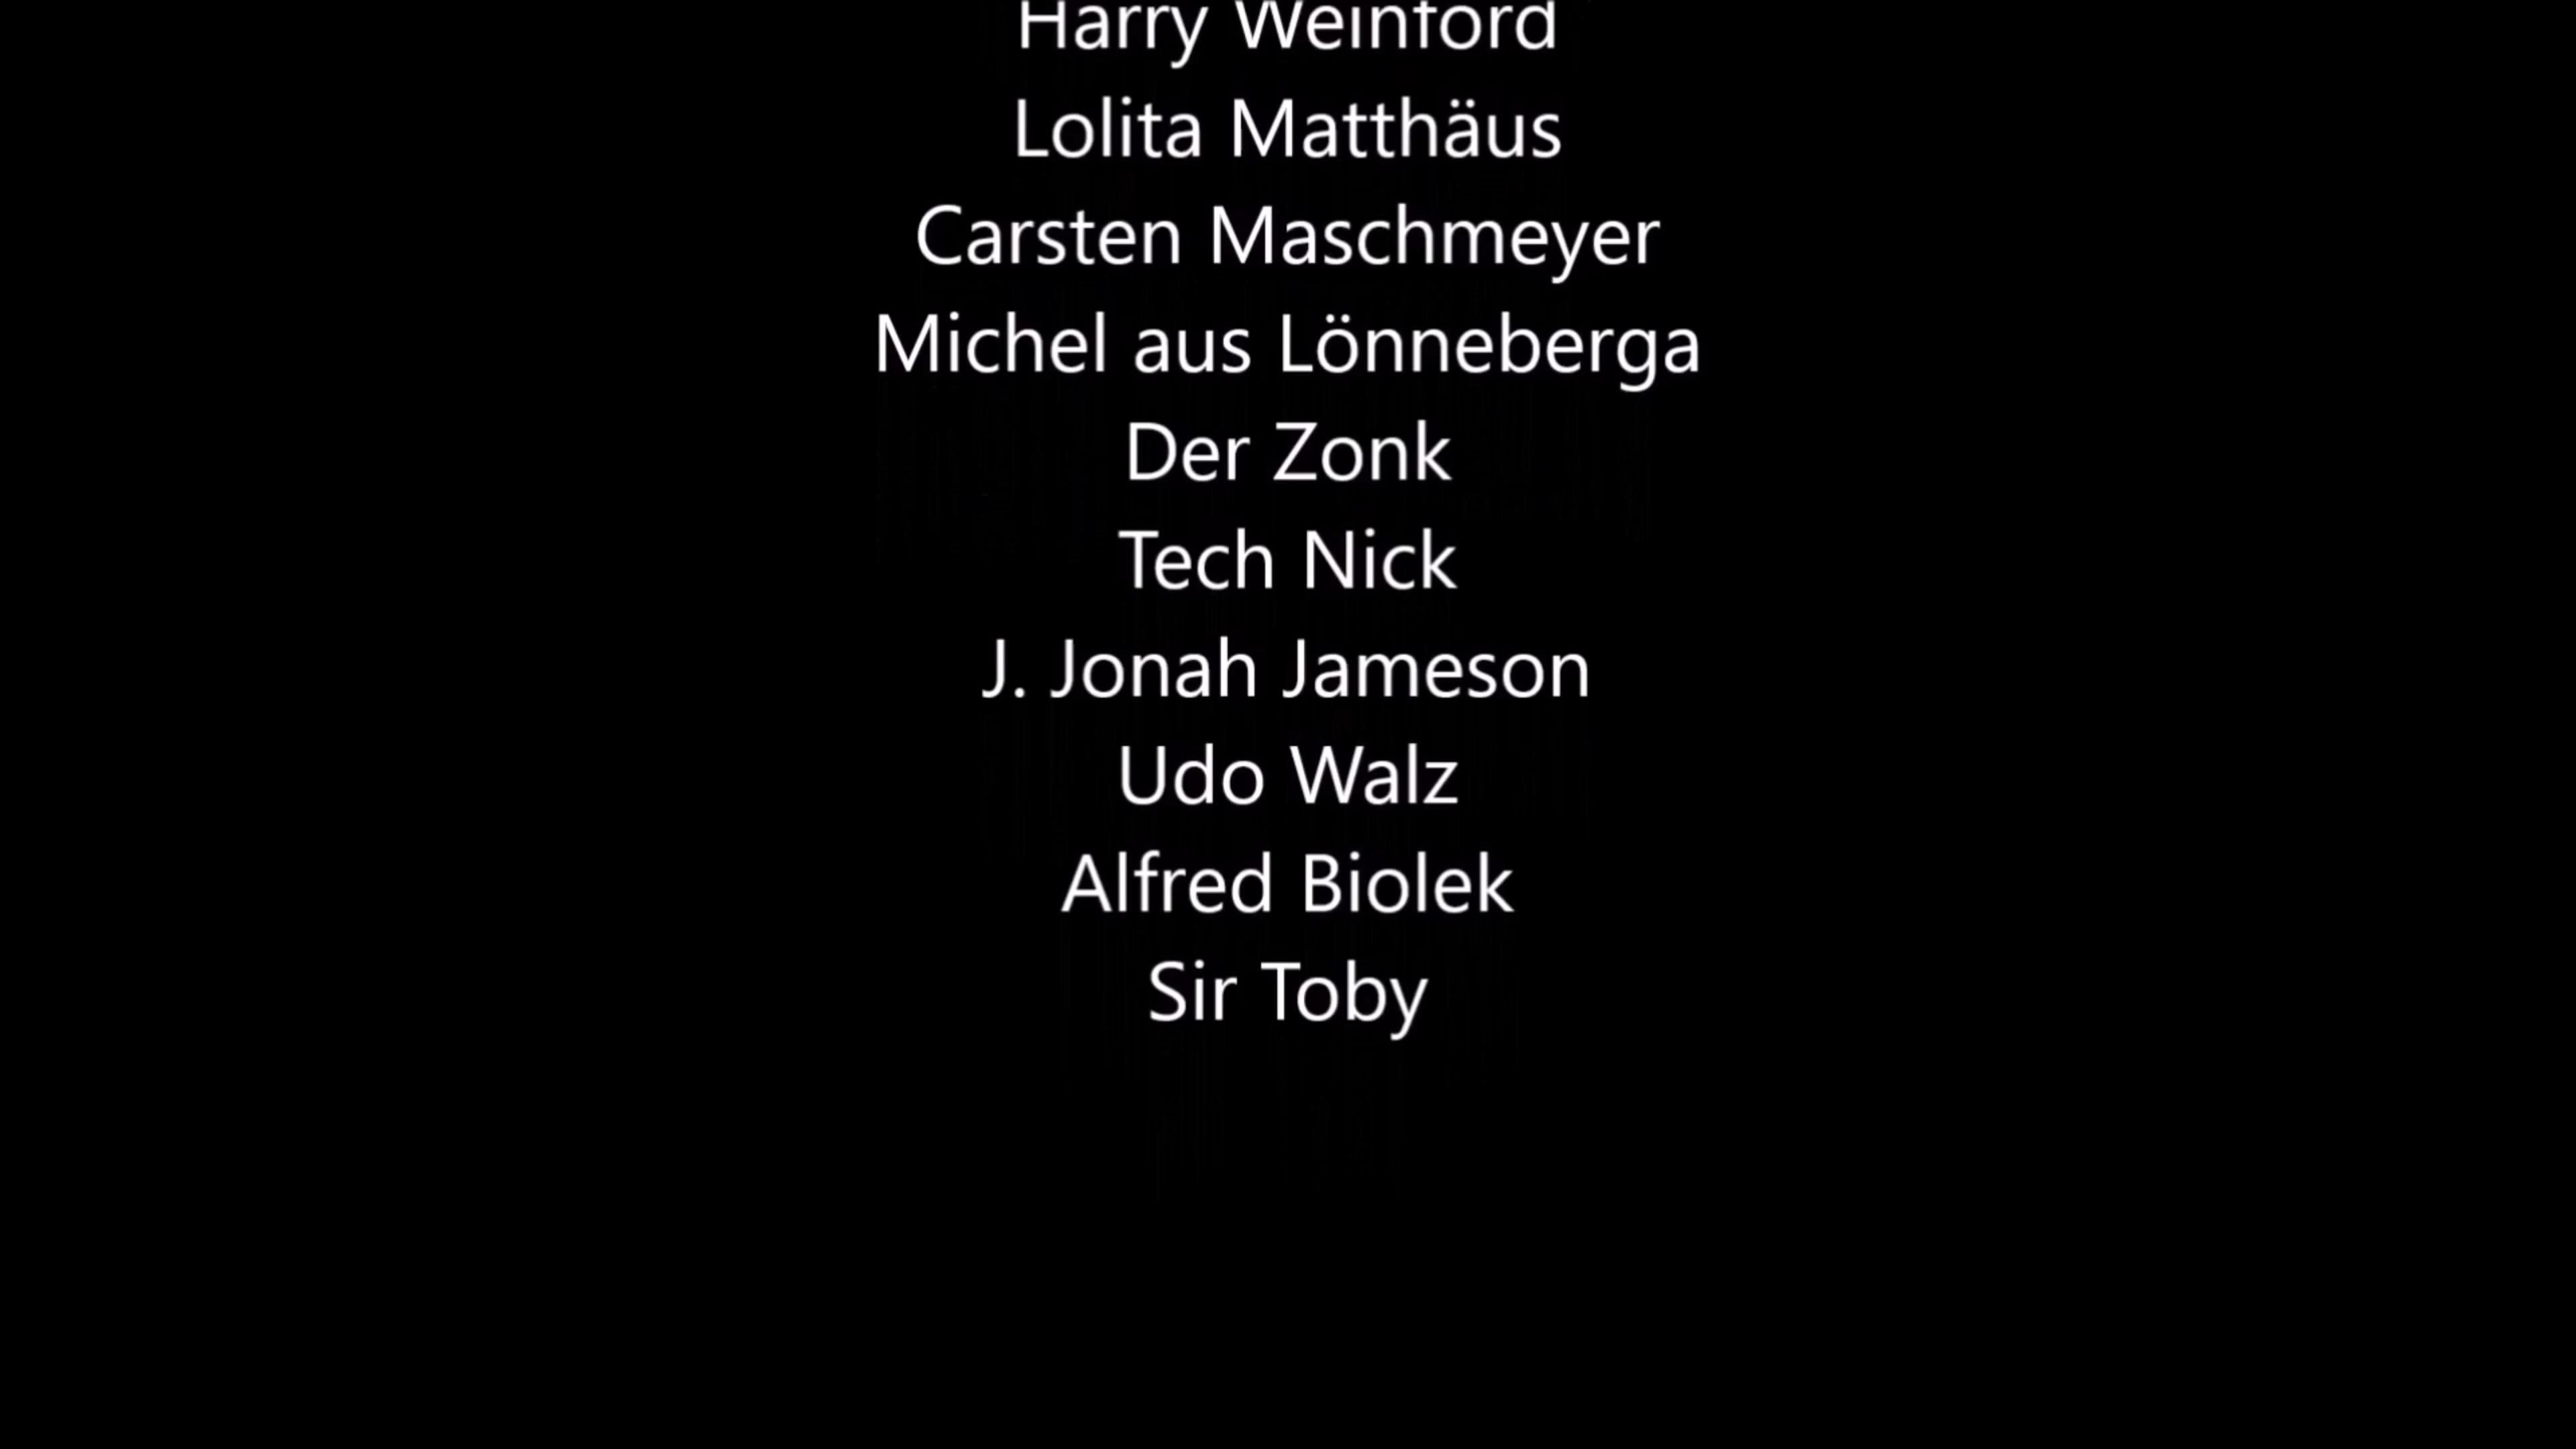 Harry Weinford
Lolita Matthäus
Carsten Maschmeyer
Michel aus Lönneberga
Der Zonk
Tech Nick
J. Jonah Jameson
Udo Walz
Alfred Biolek
Sir Toby